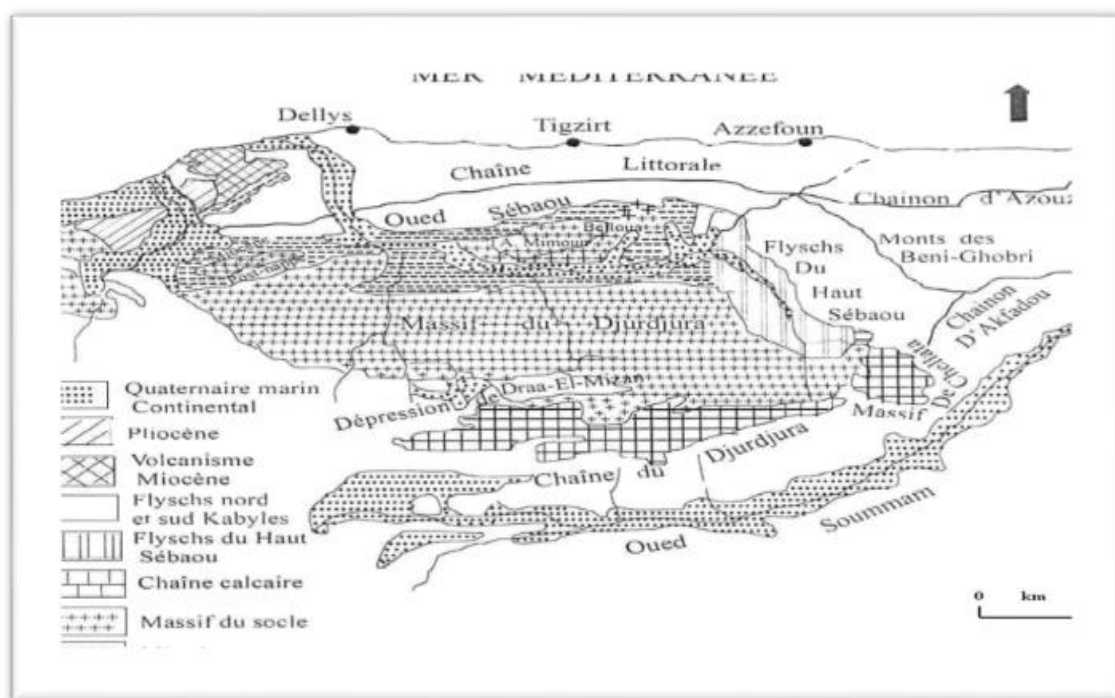 MER MEDITERRANEE
Dellys
Tigzirt
Azzefoun
Chaîne Littorale
Chainon d'Azouz
Oued Sébaou
Belloua
A. Mimoun
Flyschs
Du
Haut
Sébaou
Monts des
Beni-Ghobri
Chainon
D'Akfadou
Massif du Djurdjura
Draa-El-Mizan
Dépression de
Massif De Chellata
Chaîne du Djurdjura
Oued Soummam
Quaternaire marin
Continental
Pliocène
Volcanisme
Miocène
Flyschs nord
et sud Kabyles
Flyschs du Haut
Sébaou
Chaîne calcaire
Massif du socle
0 km